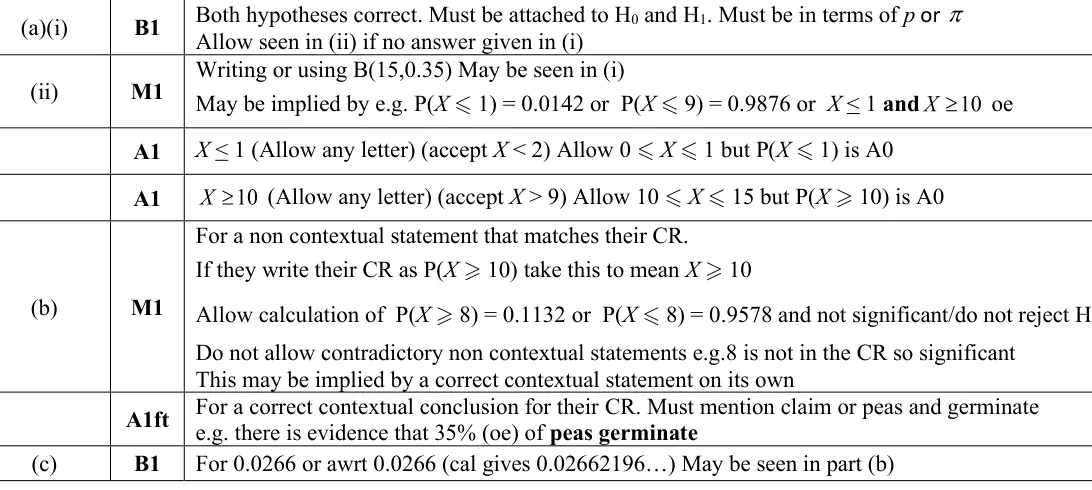 (a)(i) B1 Both hypotheses correct. Must be attached to H₀ and H₁. Must be in terms of p or π
Allow seen in (ii) if no answer given in (i)
(ii) M1 Writing or using B(15,0.35) May be seen in (i)
May be implied by e.g. P(X ⩽ 1) = 0.0142 or P(X ⩽ 9) = 0.9876 or X ≤ 1 and X ≥10 oe
A1 X ≤ 1 (Allow any letter) (accept X < 2) Allow 0 ⩽ X ⩽ 1 but P(X ⩽ 1) is A0
A1 X ≥10 (Allow any letter) (accept X > 9) Allow 10 ⩽ X ⩽ 15 but P(X ⩾ 10) is A0
(b) M1 For a non contextual statement that matches their CR.
If they write their CR as P(X ⩾ 10) take this to mean X ⩾ 10
Allow calculation of P(X ⩾ 8) = 0.1132 or P(X ⩽ 8) = 0.9578 and not significant/do not reject H
Do not allow contradictory non contextual statements e.g.8 is not in the CR so significant
This may be implied by a correct contextual statement on its own
A1ft For a correct contextual conclusion for their CR. Must mention claim or peas and germinate
e.g. there is evidence that 35% (oe) of peas germinate
(c) B1 For 0.0266 or awrt 0.0266 (cal gives 0.02662196…) May be seen in part (b)